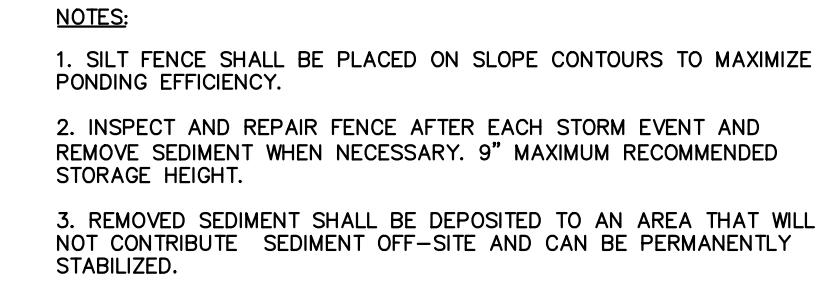 NOTES:
1. SILT FENCE SHALL BE PLACED ON SLOPE CONTOURS TO MAXIMIZE
PONDING EFFICIENCY.
2. INSPECT AND REPAIR FENCE AFTER EACH STORM EVENT AND
REMOVE SEDIMENT WHEN NECESSARY. 9" MAXIMUM RECOMMENDED
STORAGE HEIGHT.
3. REMOVED SEDIMENT SHALL BE DEPOSITED TO AN AREA THAT WILL
NOT CONTRIBUTE  SEDIMENT OFF-SITE AND CAN BE PERMANENTLY
STABILIZED.